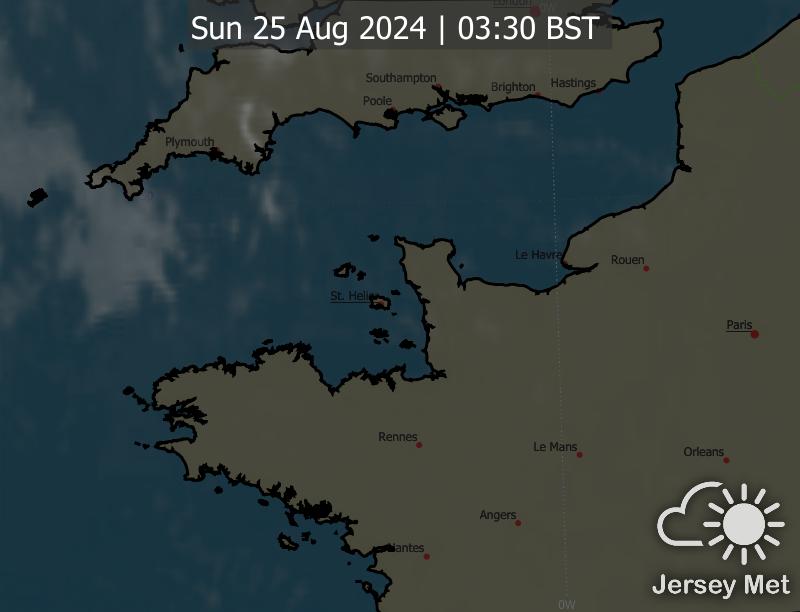 London
0W
Sun 25 Aug 2024 | 03:30 BST
Southampton
Brighton
Hastings
Poole
Plymouth
Le Havre
Rouen
St. Helier
Paris
Rennes
Le Mans
Orleans
Angers
Nantes
Jersey Met
0W